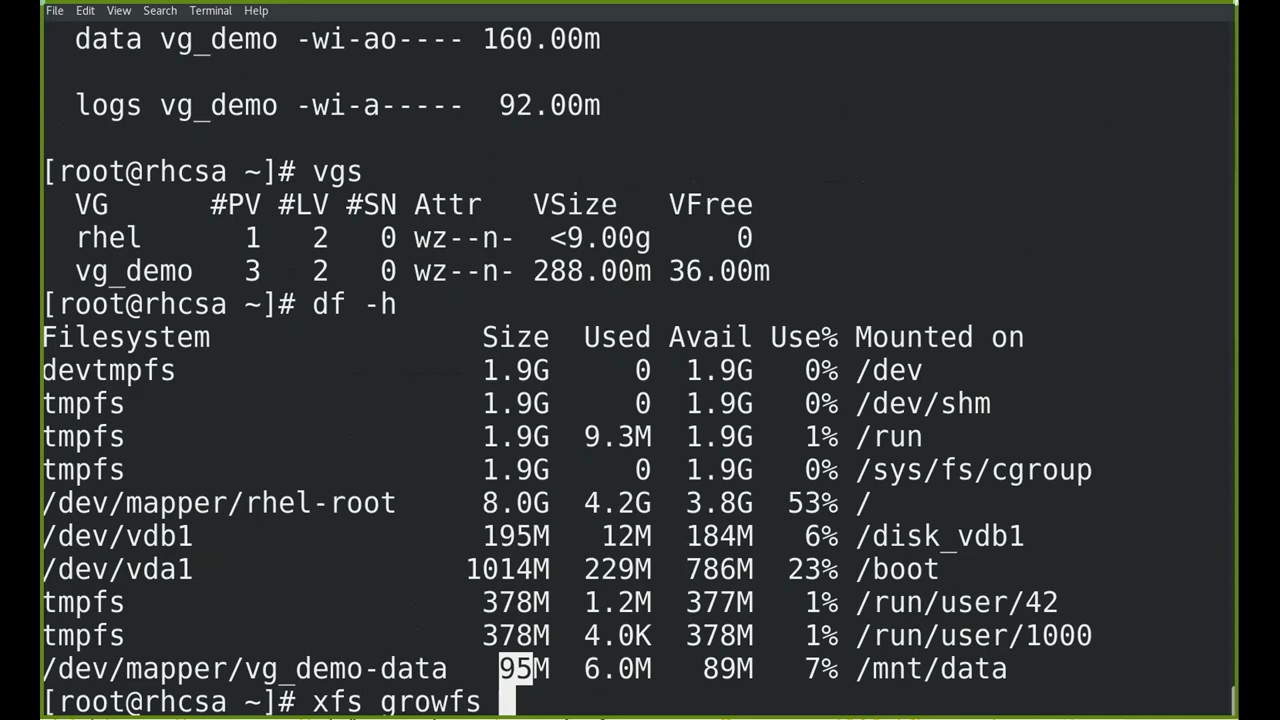 File Edit View Search Terminal Help
data vg_demo -wi-ao---- 160.00m
logs vg_demo -wi-a----- 92.00m
[root@rhcsa ~]# vgs
VG #PV #LV #SN Attr VSize VFree
rhel 1 2 0 wz--n- <9.00g 0
vg_demo 3 2 0 wz--n- 288.00m 36.00m
[root@rhcsa ~]# df -h
Filesystem Size Used Avail Use% Mounted on
devtmpfs 1.9G 0 1.9G 0% /dev
tmpfs 1.9G 0 1.9G 0% /dev/shm
tmpfs 1.9G 9.3M 1.9G 1% /run
tmpfs 1.9G 0 1.9G 0% /sys/fs/cgroup
/dev/mapper/rhel-root 8.0G 4.2G 3.8G 53% /
/dev/vdb1 195M 12M 184M 6% /disk_vdb1
/dev/vda1 1014M 229M 786M 23% /boot
tmpfs 378M 1.2M 377M 1% /run/user/42
tmpfs 378M 4.0K 378M 1% /run/user/1000
/dev/mapper/vg_demo-data 95M 6.0M 89M 7% /mnt/data
[root@rhcsa ~]# xfs growfs